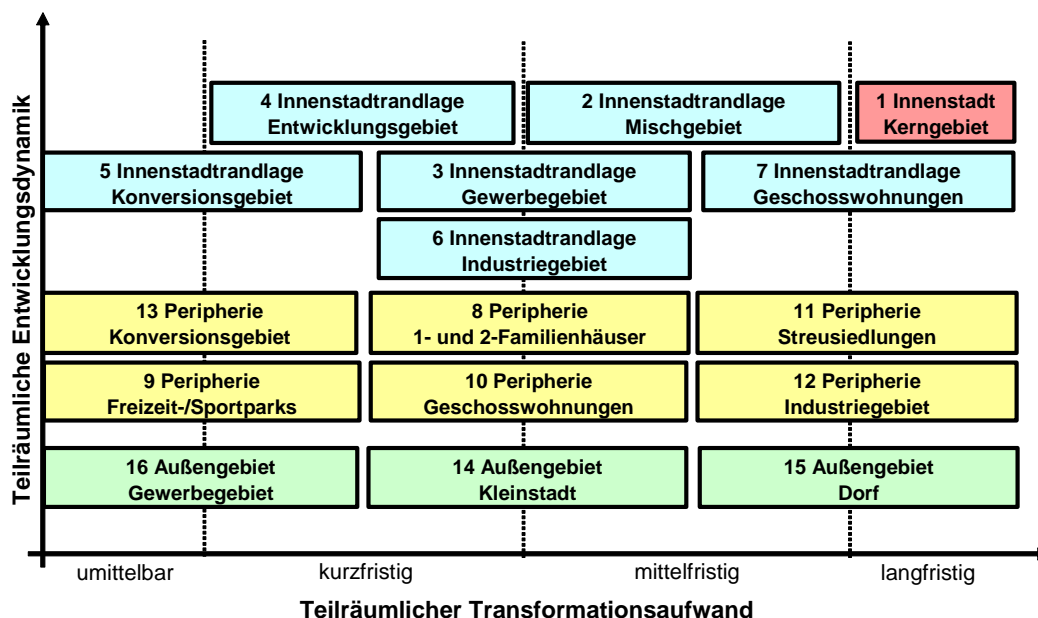 Teilräumliche Entwicklungsdynamik
4 Innenstadtrandlage
Entwicklungsgebiet
2 Innenstadtrandlage
Mischgebiet
1 Innenstadt
Kerngebiet
5 Innenstadtrandlage
Konversionsgebiet
3 Innenstadtrandlage
Gewerbegebiet
7 Innenstadtrandlage
Geschosswohnungen
6 Innenstadtrandlage
Industriegebiet
13 Peripherie
Konversionsgebiet
8 Peripherie
1- und 2-Familienhäuser
11 Peripherie
Streusiedlungen
9 Peripherie
Freizeit-/Sportparks
10 Peripherie
Geschosswohnungen
12 Peripherie
Industriegebiet
16 Außengebiet
Gewerbegebiet
14 Außengebiet
Kleinstadt
15 Außengebiet
Dorf
umittelbar
kurzfristig
mittelfristig
langfristig
Teilräumlicher Transformationsaufwand